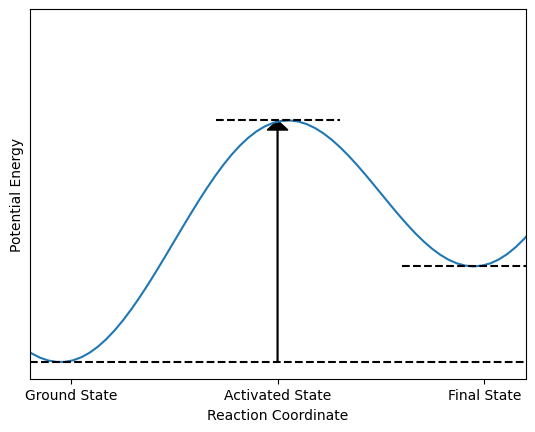 Potential Energy
Ground State Activated State Final State
Reaction Coordinate